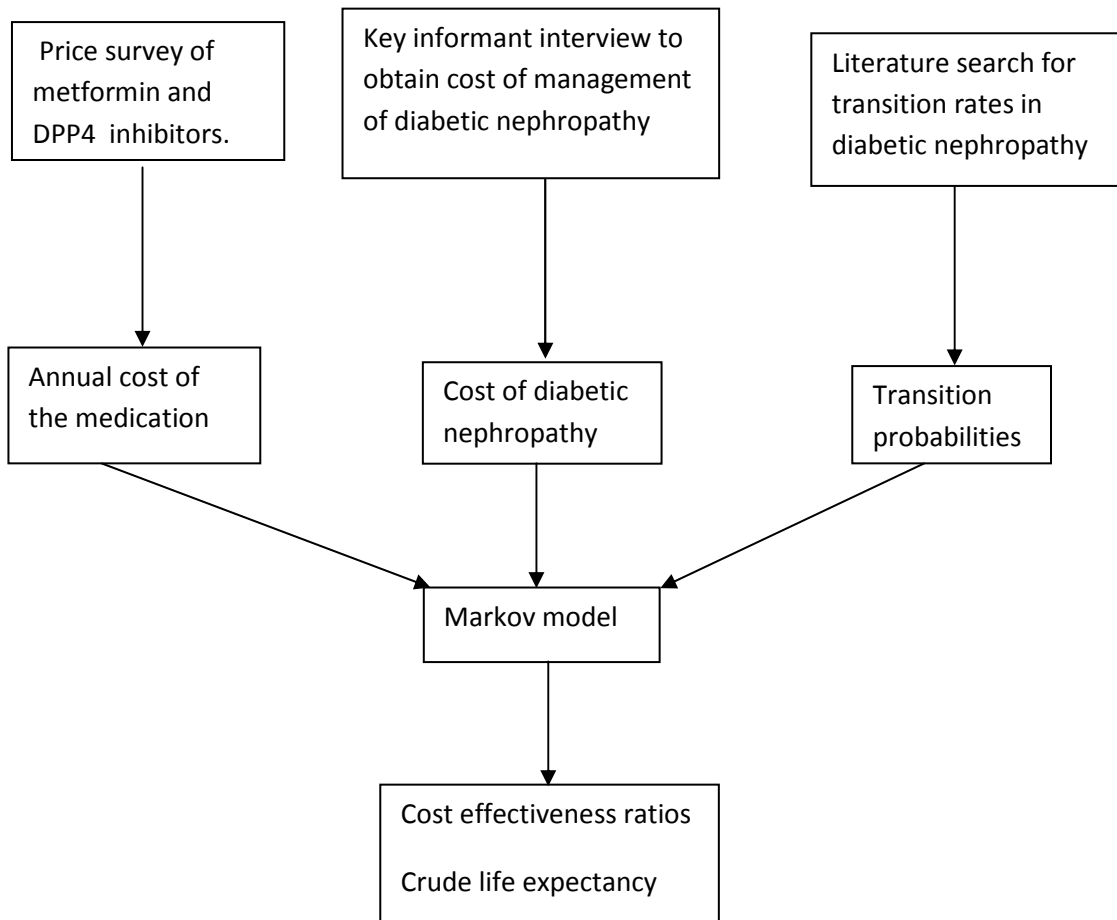 Price survey of
metformin and
DPP4 inhibitors.
Key informant interview to
obtain cost of management
of diabetic nephropathy
Literature search for
transition rates in
diabetic nephropathy
Annual cost of
the medication
Cost of diabetic
nephropathy
Transition
probabilities
Markov model
Cost effectiveness ratios
Crude life expectancy